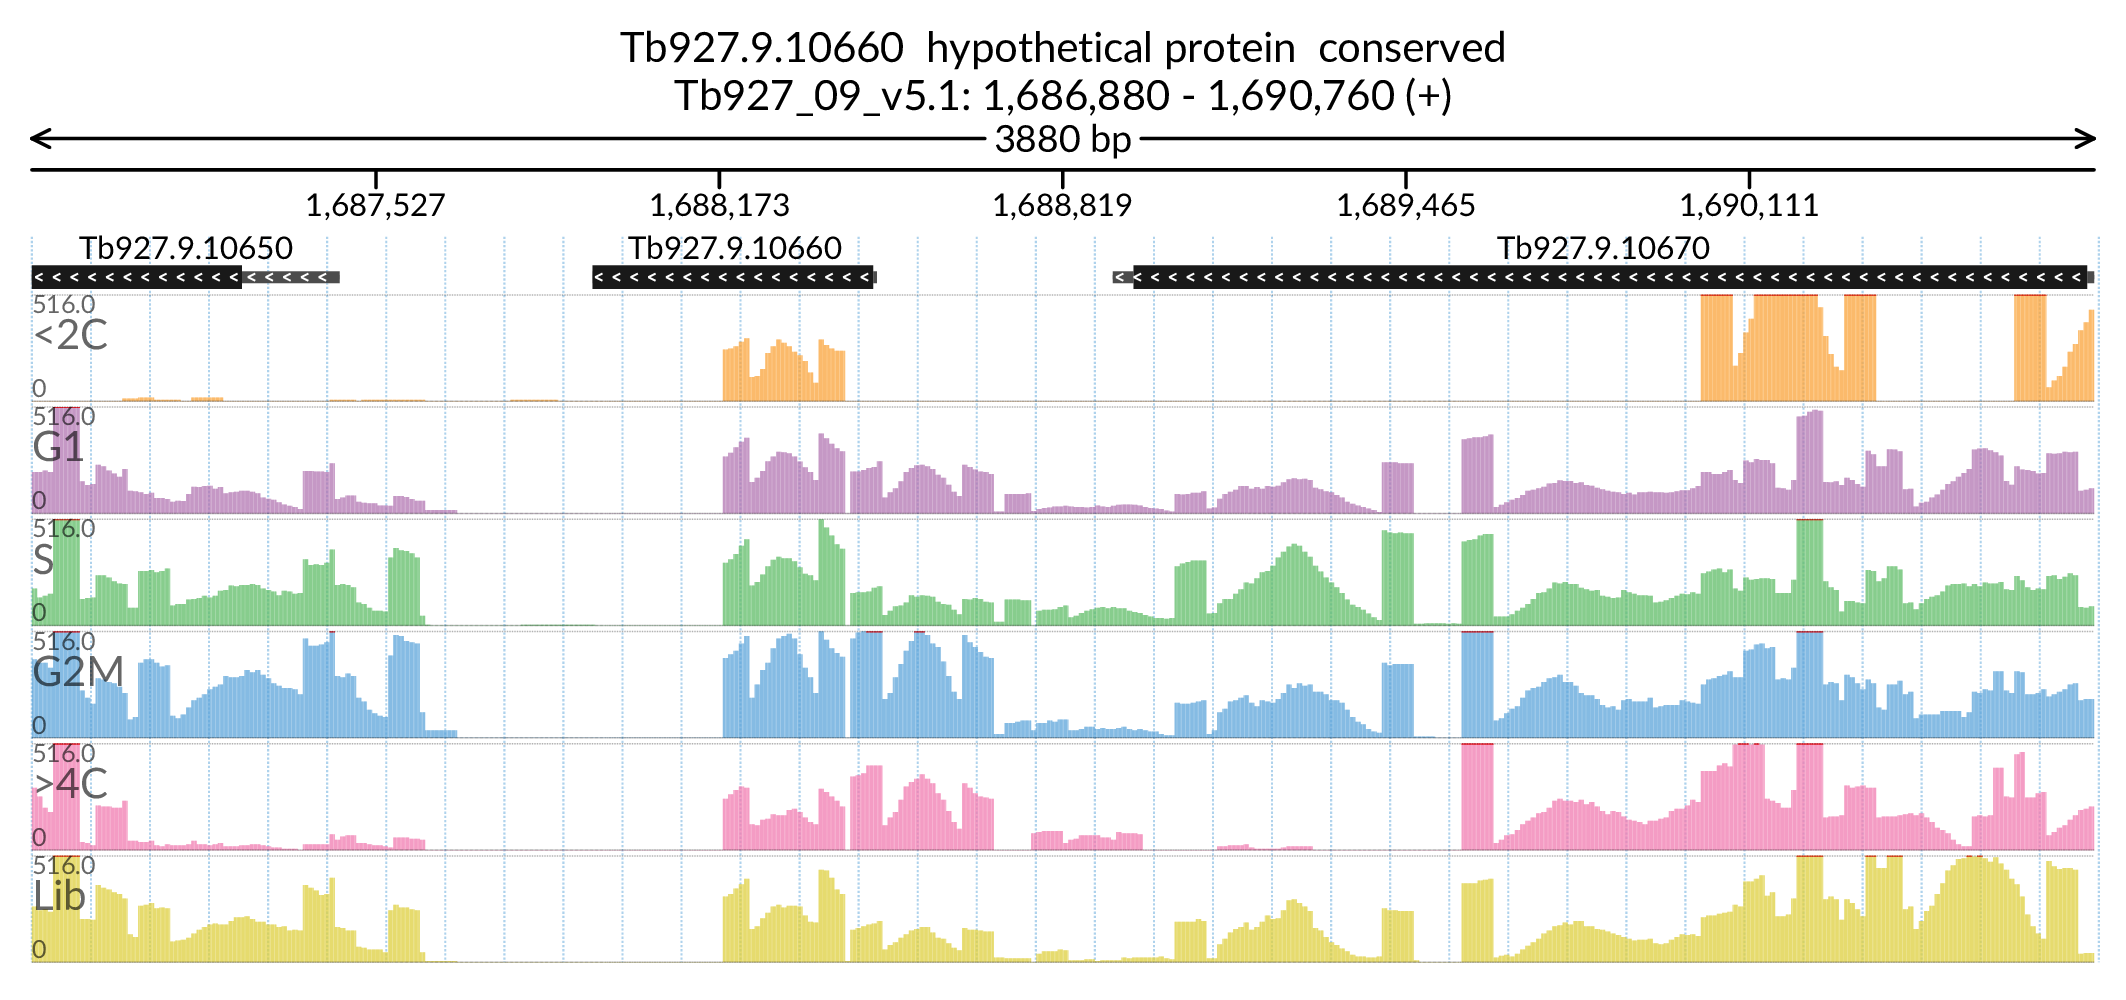 Tb927.9.10660 hypothetical protein conserved
Tb927_09_v5.1: 1,686,880 - 1,690,760 (+)
3880 bp
1,687,527 1,688,173 1,688,819 1,689,465 1,690,111
Tb927.9.10650 Tb927.9.10660 Tb927.9.10670
516.0
<2C
0
516.0
G1
0
516.0
S
0
516.0
G2M
0
516.0
>4C
0
516.0
Lib
0